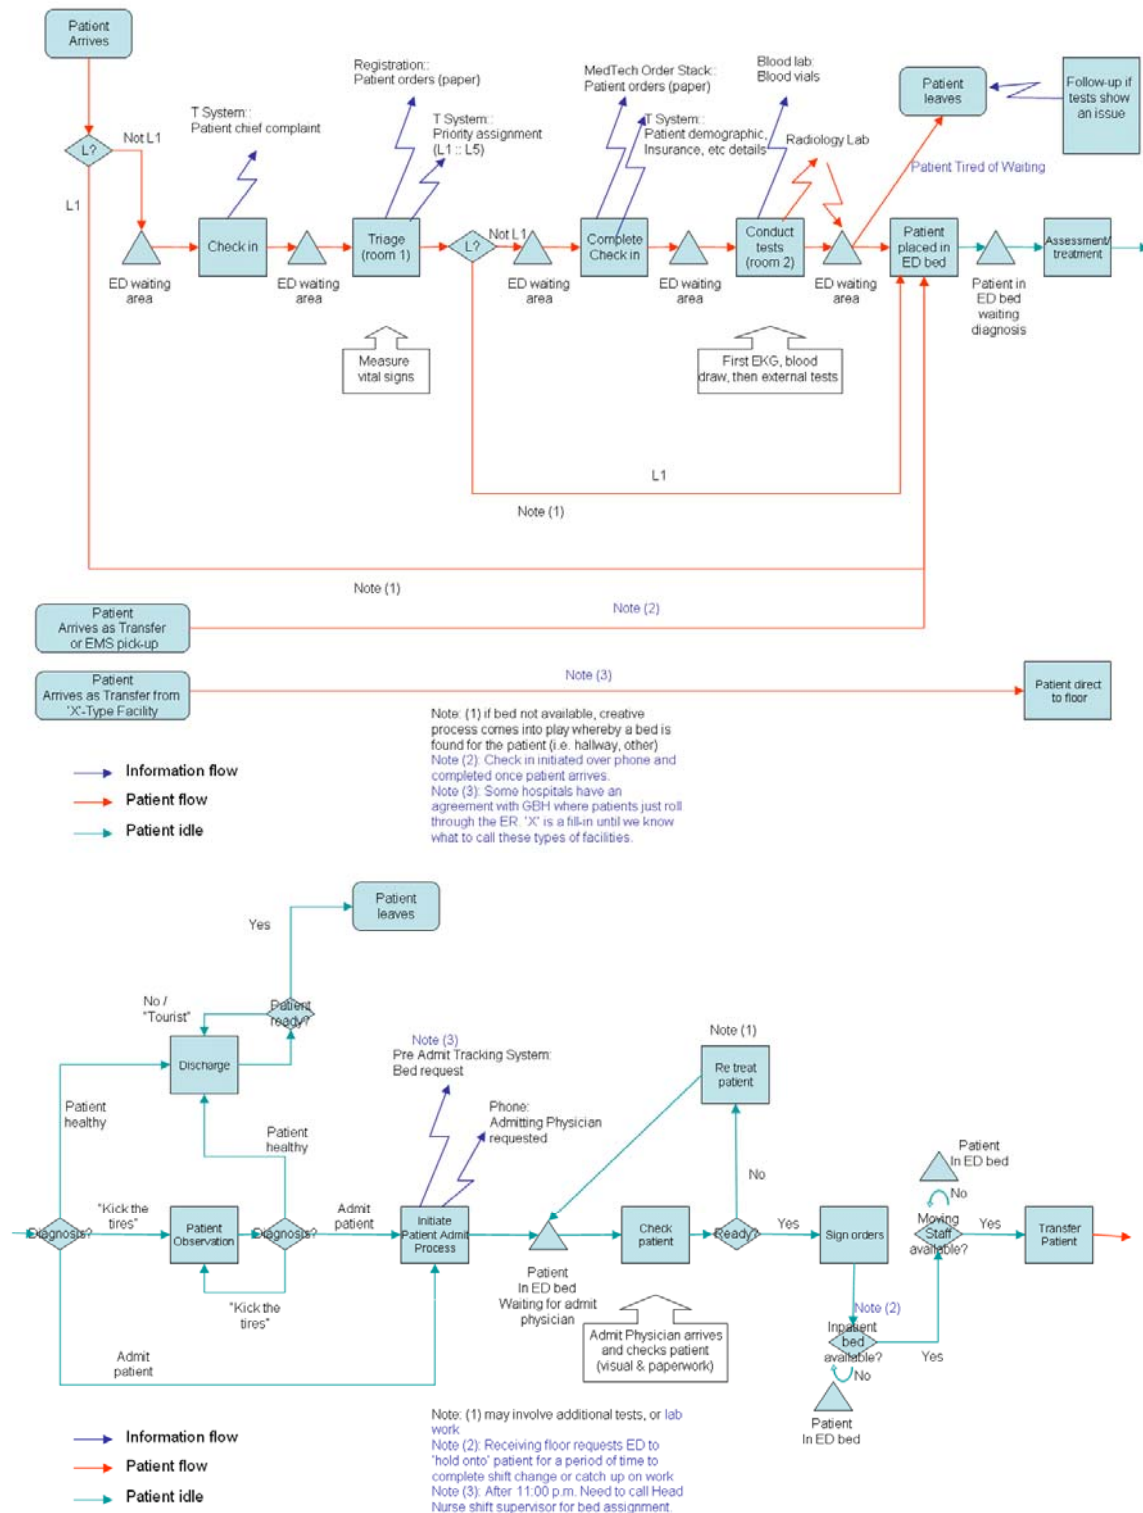 Patient
Arrives
L?
Not L1
L1
T System::
Patient chief complaint
Registration::
Patient orders (paper)
T System::
Priority assignment
(L1 :: L5)
MedTech Order Stack::
Patient orders (paper)
T System::
Patient demographic,
Insurance, etc details
Blood lab:
Blood vials
Radiology Lab
Patient
leaves
Follow-up if
tests show
an issue
Patient Tired of Waiting
ED waiting
area
Check in
ED waiting
area
Triage
(room 1)
L?
Not L1
ED waiting
area
Complete
Check in
ED waiting
area
Conduct
tests
(room 2)
ED waiting
area
Patient
placed in
ED bed
Patient in
ED bed
waiting
diagnosis
Assessment/
treatment
Measure
vital signs
First EKG, blood
draw, then external tests
L1
Note (1)
Note (1)
Patient
Arrives as Transfer
or EMS pick-up
Note (2)
Patient
Arrives as Transfer from
'X'-Type Facility
Note (3)
Patient direct
to floor
Note: (1) if bed not available, creative
process comes into play whereby a bed is
found for the patient (i.e. hallway, other)
Note (2): Check in initiated over phone and
completed once patient arrives.
Note (3): Some hospitals have an
agreement with GBH where patients just roll
through the ER. 'X' is a fill-in until we know
what to call these types of facilities.
Information flow
Patient flow
Patient idle
Patient
leaves
Yes
No /
"Tourist"
Patient
ready?
Discharge
Patient
healthy
Patient
healthy
Note (3)
Pre Admit Tracking System:
Bed request
Phone:
Admitting Physician
requested
Note (1)
Re treat
patient
Diagnosis?
"Kick the
tires"
Patient
Observation
Diagnosis?
Admit
patient
Initiate
Patient Admit
Process
Patient
In ED bed
Waiting for admit
physician
Check
patient
Ready?
No
Yes
Sign orders
Patient
In ED bed
No
Moving
Staff
available?
Yes
Transfer
Patient
"Kick the
tires"
Admit
patient
Admit Physician arrives
and checks patient
(visual & paperwork)
Note (2)
Inpatient
bed
available?
Yes
No
Patient
In ED bed
Note: (1) may involve additional tests, or lab
work
Note (2): Receiving floor requests ED to
'hold onto' patient for a period of time to
complete shift change or catch up on work
Note (3): After 11:00 p.m. Need to call Head
Nurse shift supervisor for bed assignment.
Information flow
Patient flow
Patient idle